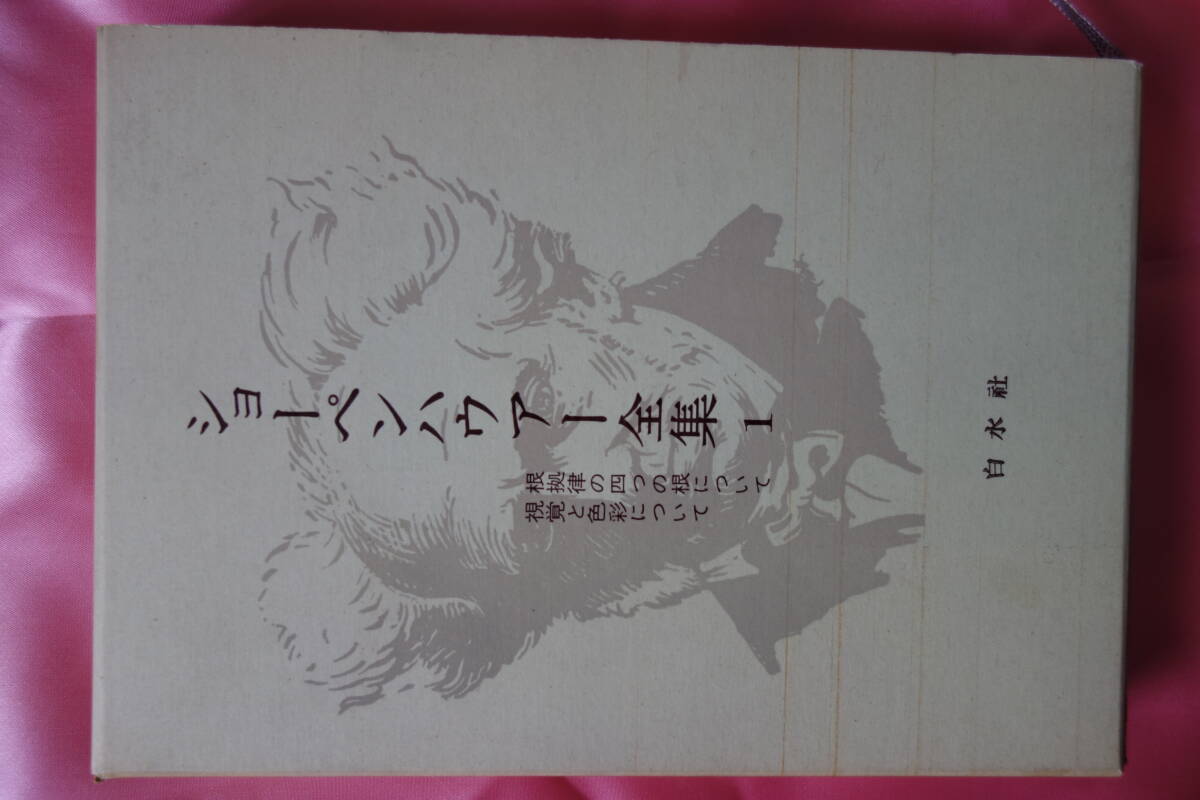 ショーペンハウアー全集 1
根拠律の四つの根について
視覚と色彩について
白水社